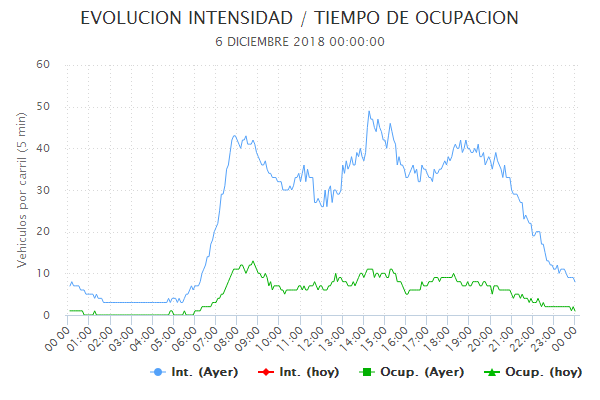 EVOLUCION INTENSIDAD / TIEMPO DE OCUPACION
6 DICIEMBRE 2018 00:00:00
Vehiculos por carril (5 min)
60
50
40
30
20
10
0
00:00 01:00 02:00 03:00 04:00 05:00 06:00 07:00 08:00 09:00 10:00 11:00 12:00 13:00 14:00 15:00 16:00 17:00 18:00 19:00 20:00 21:00 22:00 23:00 00:00
Int. (Ayer) Int. (hoy) Ocup. (Ayer) Ocup. (hoy)